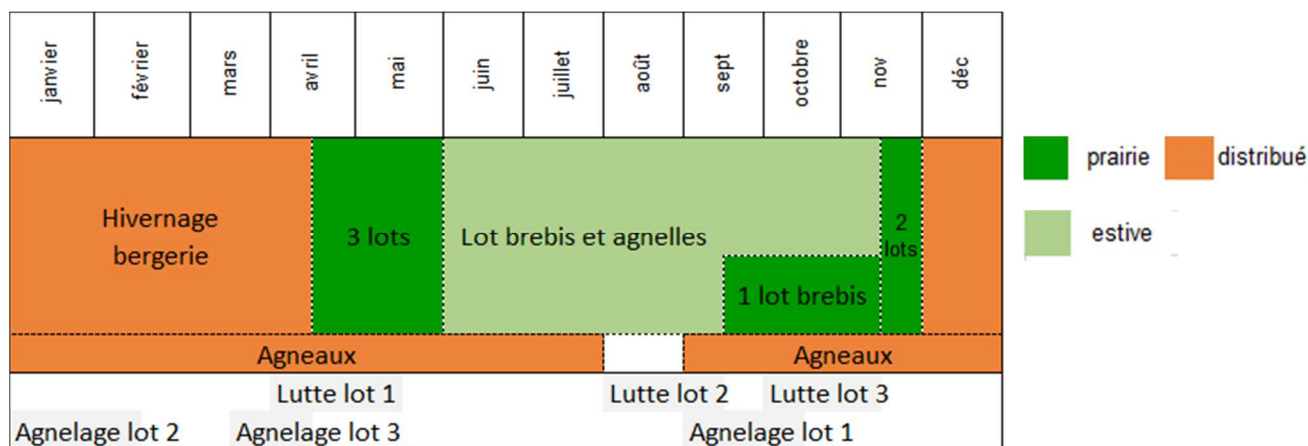 janvier
février
mars
avril
mai
juin
juillet
août
sept
octobre
nov
déc
prairie
distribué
estive
Hivernage
bergerie
3 lots
Lot brebis et agnelles
2
lots
1 lot brebis
Agneaux
Agneaux
Lutte lot 1
Lutte lot 2
Lutte lot 3
Agnelage lot 2
Agnelage lot 3
Agnelage lot 1